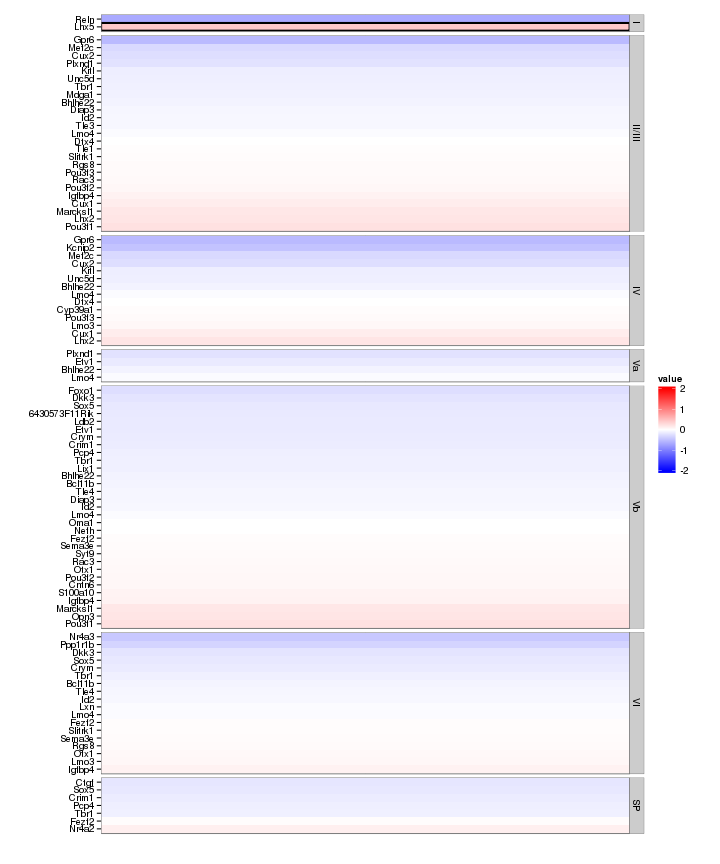 Reln
Lhx5
I
Gpr6
Mef2c
Cux2
Plxnd1
Kitl
Unc5d
Tbr1
Mdga1
Bhlhe22
Diap3
Id2
Tle3
Lmo4
Dtx4
Tle1
Slitrk1
Rgs8
Pou3f3
Rac3
Pou3f2
Igfbp4
Cux1
Marcksl1
Lhx2
Pou3f1
II/III
Gpr6
Kcnip2
Mef2c
Cux2
Kitl
Unc5d
Bhlhe22
Lmo4
Dtx4
Cyp39a1
Pou3f3
Lmo3
Cux1
Lhx2
IV
Plxnd1
Etv1
Bhlhe22
Lmo4
Va
Foxo1
Dkk3
Sox5
6430573F11Rik
Ldb2
Etv1
Crym
Crim1
Pcp4
Tbr1
Lix1
Bhlhe22
Bcl11b
Tle4
Diap3
Id2
Lmo4
Oma1
Nefh
Fezf2
Sema3e
Syt9
Rac3
Otx1
Pou3f2
Cntn6
S100a10
Igfbp4
Marcksl1
Opn3
Pou3f1
Vb
Nr4a3
Ppp1r1b
Dkk3
Sox5
Crym
Tbr1
Bcl11b
Tle4
Id2
Lxn
Lmo4
Fezf2
Slitrk1
Sema3e
Rgs8
Otx1
Lmo3
Igfbp4
VI
Ctgf
Sox5
Crim1
Pcp4
Tbr1
Fezf2
Nr4a2
SP
value
2
1
0
-1
-2